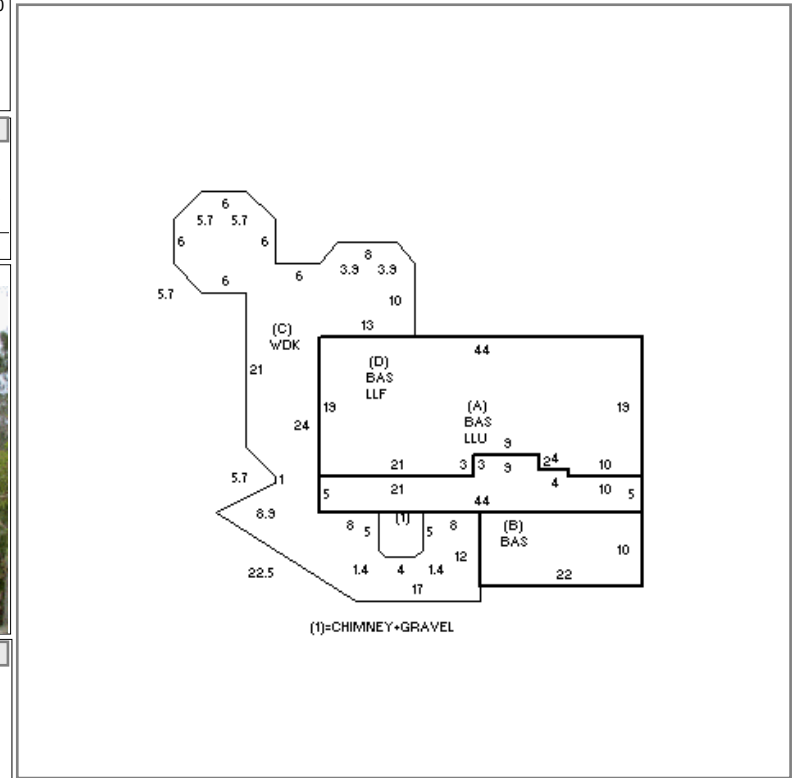 6
5.7 5.7
6 6
8
3.9 3.9
6
6
5.7
10
13
(C)
WDK
44
(D)
BAS
LLF
21
19
(A)
BAS
LLU
19
24
9
21 3 3 9 2 4 10
5.7 1
4
5 21 10 5
44
8.9
8 5 (1) 5 8
(B)
BAS
12
10
1.4 4 1.4
22.5
22
17
(1)=CHIMNEY+GRAVEL